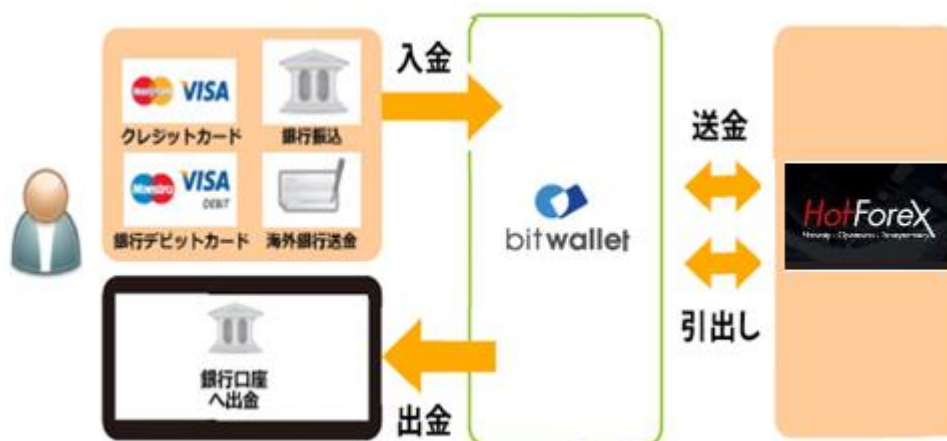 入金
MasterCard VISA
クレジットカード
銀行振込
Maestro VISA
DEBIT
銀行デビットカード
海外銀行送金
bitwallet
送金
HotForeX
引出し
銀行口座
へ出金
出金